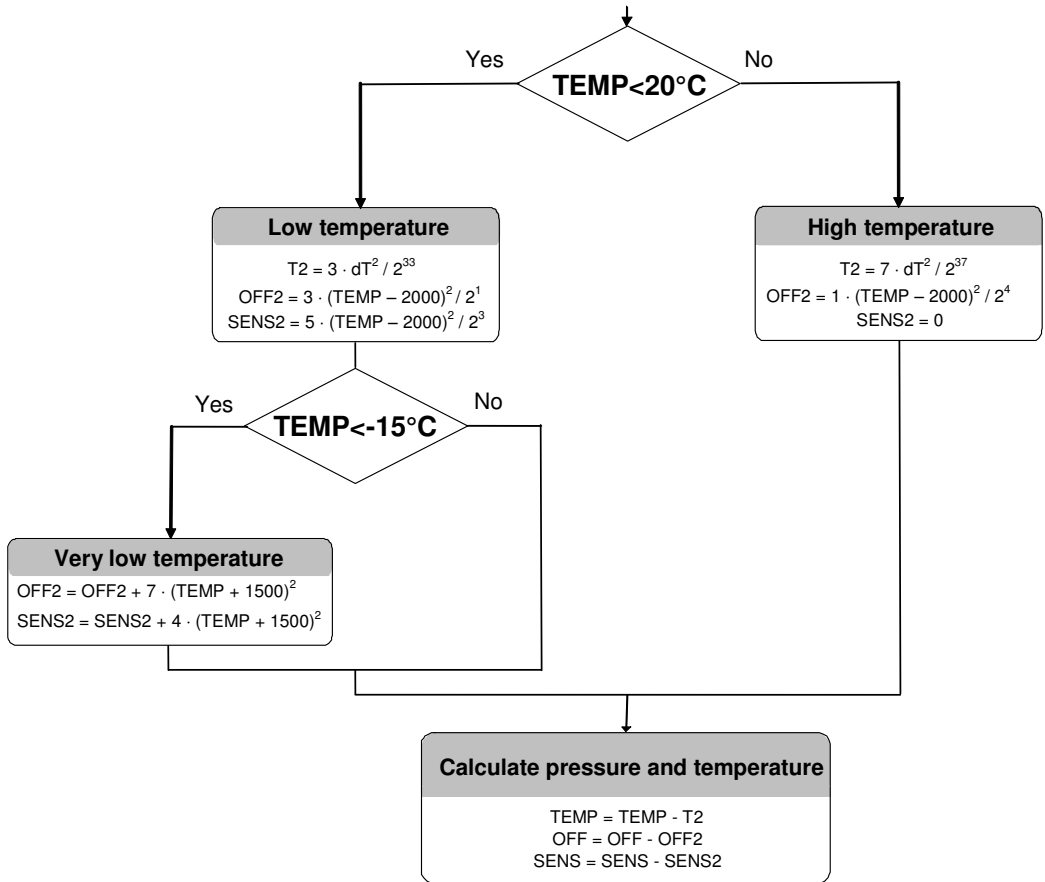 Yes
No
TEMP<20°C
Low temperature
T2 = 3 · dT² / 2³³
OFF2 = 3 · (TEMP – 2000)² / 2¹
SENS2 = 5 · (TEMP – 2000)² / 2³
High temperature
T2 = 7 · dT² / 2³⁷
OFF2 = 1 · (TEMP – 2000)² / 2⁴
SENS2 = 0
Yes
No
TEMP<-15°C
Very low temperature
OFF2 = OFF2 + 7 · (TEMP + 1500)²
SENS2 = SENS2 + 4 · (TEMP + 1500)²
Calculate pressure and temperature
TEMP = TEMP - T2
OFF = OFF - OFF2
SENS = SENS - SENS2